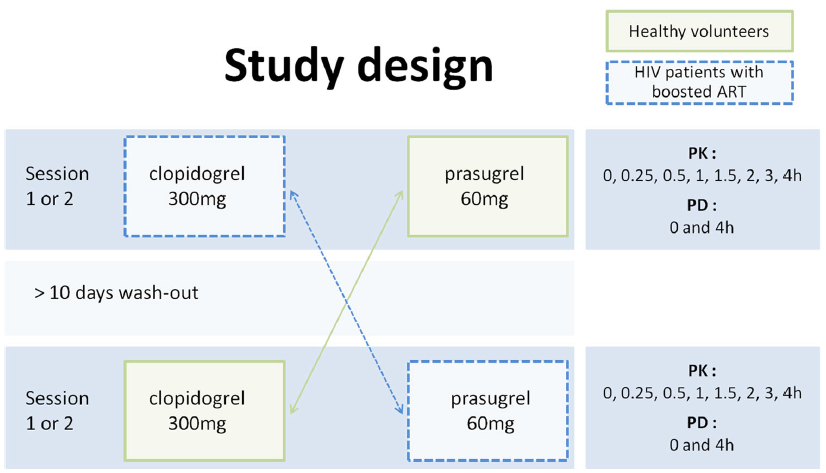 Study design
Healthy volunteers
HIV patients with
boosted ART
Session
1 or 2
clopidogrel
300mg
prasugrel
60mg
PK :
0, 0.25, 0.5, 1, 1.5, 2, 3, 4h
PD :
0 and 4h
> 10 days wash-out
Session
1 or 2
clopidogrel
300mg
prasugrel
60mg
PK :
0, 0.25, 0.5, 1, 1.5, 2, 3, 4h
PD :
0 and 4h